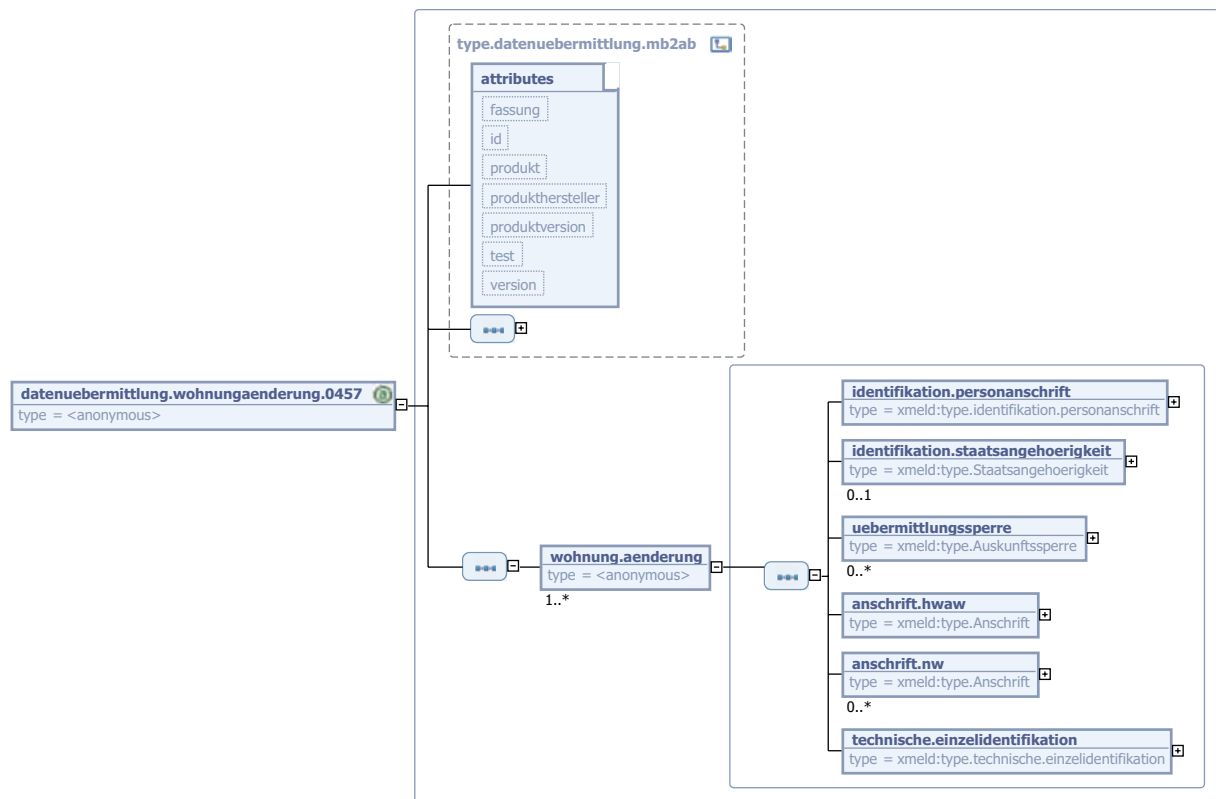 type.datenuebermittlung.mb2ab
attributes
fassung
id
produkt
produkthersteller
produktversion
test
version
datenuebermittlung.wohnungaenderung.0457
type = <anonymous>
wohnung.aenderung
type = <anonymous>
1..*
identifikation.personanschrift
type = xmeld:type.identifikation.personanschrift
identifikation.staatsangehoerigkeit
type = xmeld:type.Staatsangehoerigkeit
0..1
uebermittlungssperre
type = xmeld:type.Auskunftssperre
0..*
anschrift.hwaw
type = xmeld:type.Anschrift
anschrift.nw
type = xmeld:type.Anschrift
0..*
technische.einzelidentifikation
type = xmeld:type.technische.einzelidentifikation